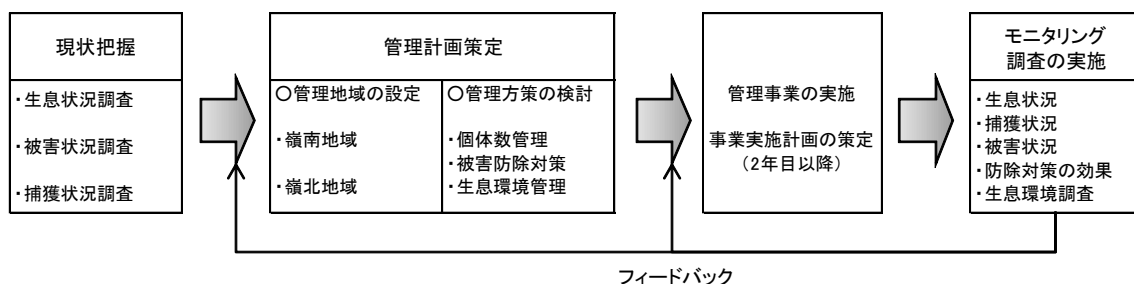 現状把握
・生息状況調査
・被害状況調査
・捕獲状況調査
管理計画策定
○管理地域の設定
・嶺南地域
・嶺北地域
○管理方策の検討
・個体数管理
・被害防除対策
・生息環境管理
管理事業の実施
事業実施計画の策定
(2年目以降)
モニタリング
調査の実施
・生息状況
・捕獲状況
・被害状況
・防除対策の効果
・生息環境調査
フィードバック